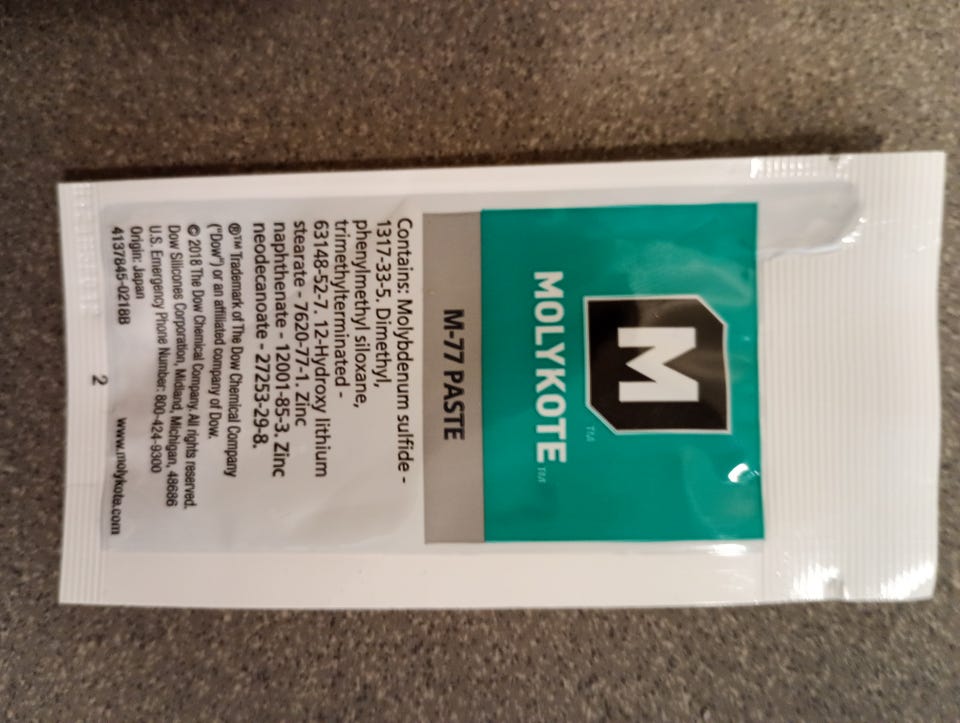 M
TM
MOLYKOTE™
M-77 PASTE
Contains: Molybdenum sulfide -
1317-33-5. Dimethyl,
phenylmethyl siloxane,
trimethylterminated -
63148-52-7. 12-Hydroxy lithium
stearate - 7620-77-1. Zinc
naphthenate - 12001-85-3. Zinc
neodecanoate - 27253-29-8.
®™ Trademark of The Dow Chemical Company
("Dow") or an affiliated company of Dow.
© 2018 The Dow Chemical Company. All rights reserved.
Dow Silicones Corporation, Midland, Michigan, 48686
U.S. Emergency Phone Number: 800-424-9300
Origin: Japan
4137845-0218B
www.molykote.com
2